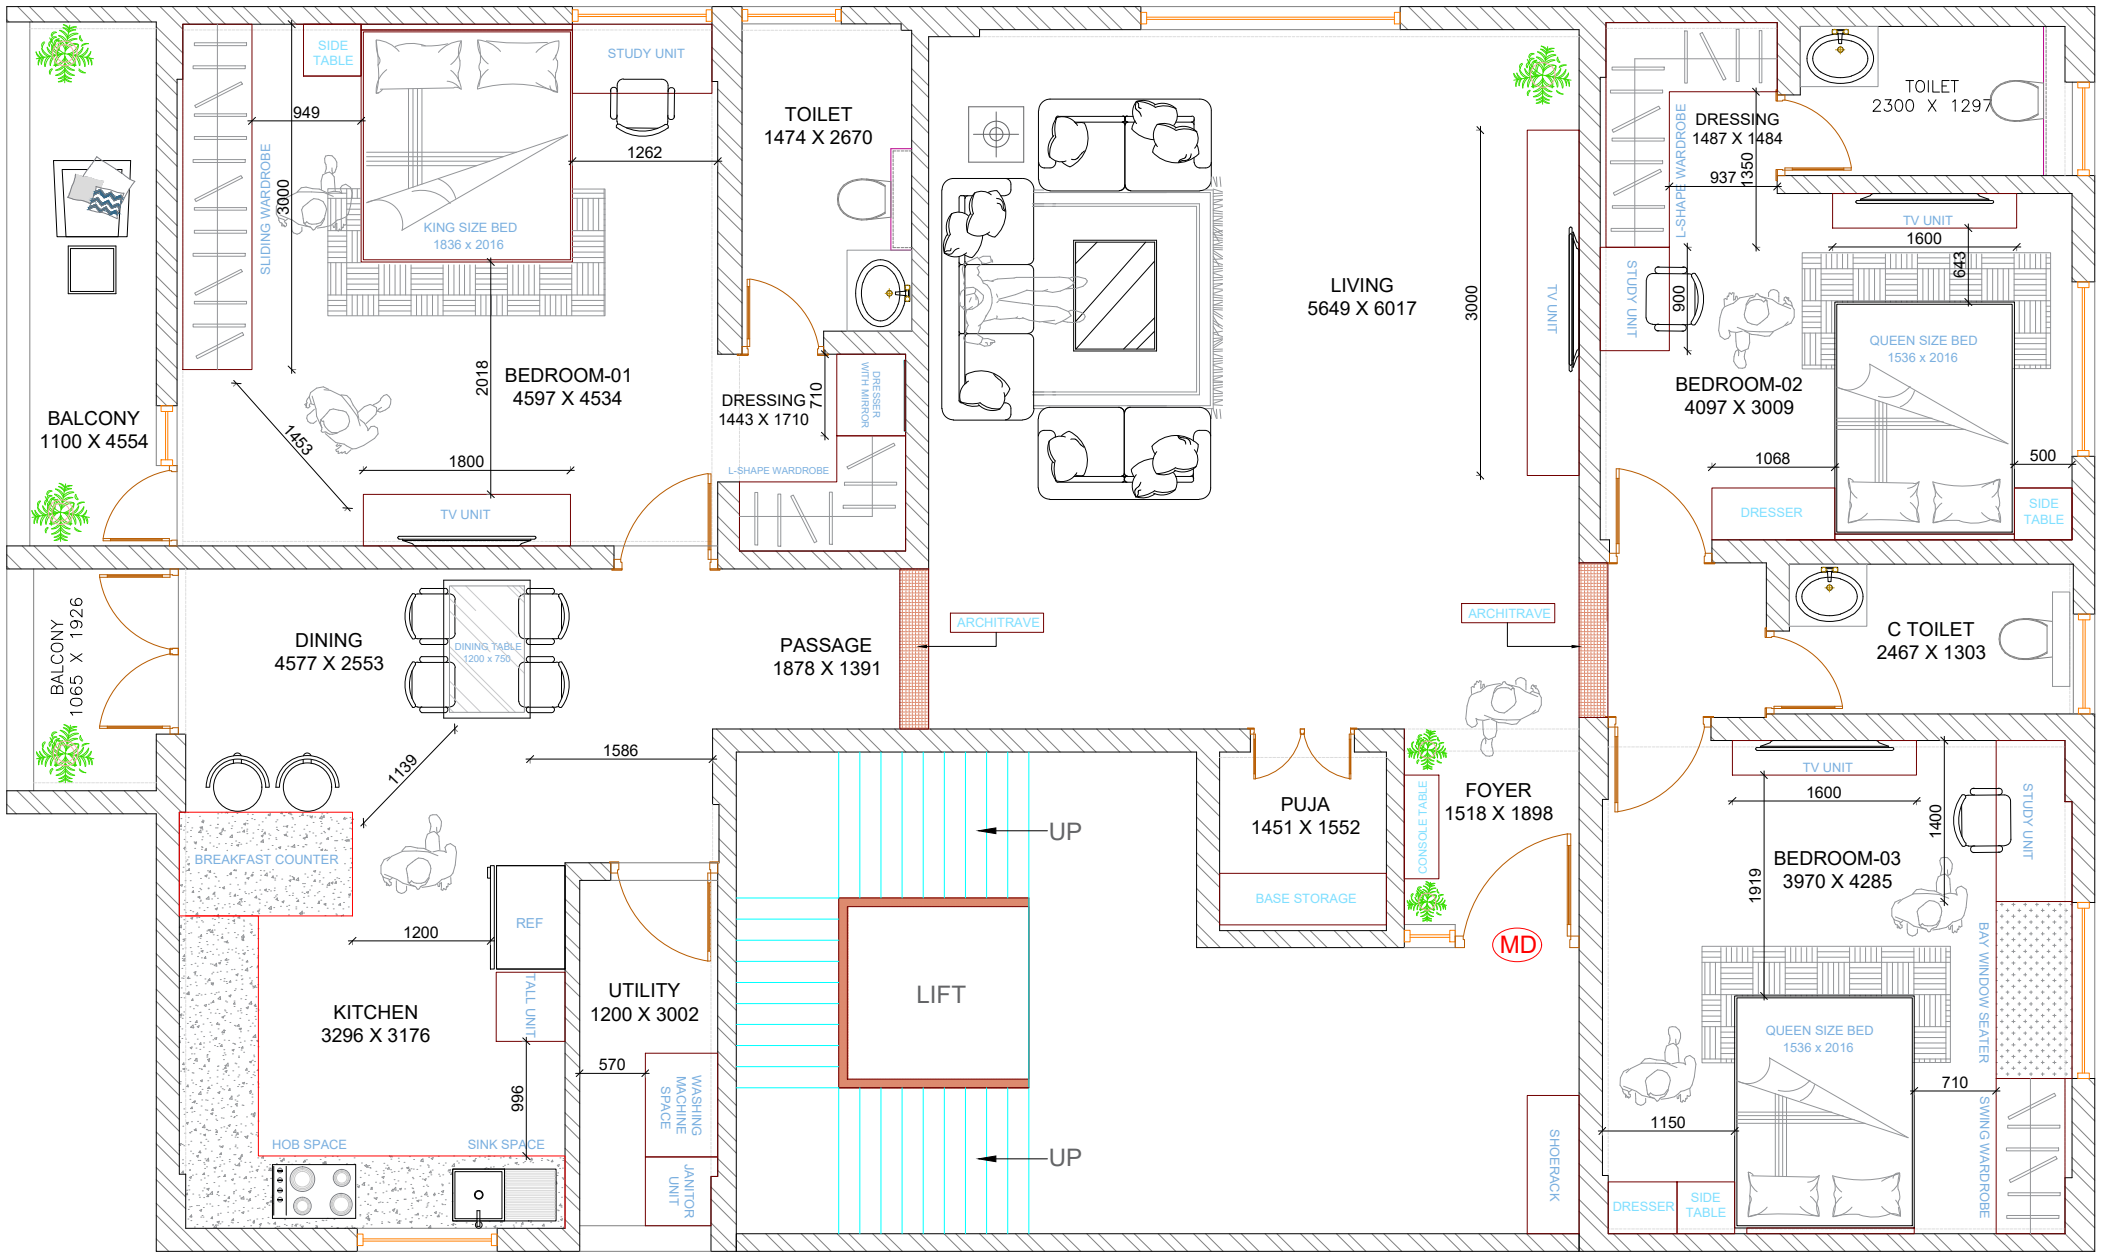 SIDE
TABLE
STUDY UNIT
949
3000
SLIDING WARDROBE
1262
KING SIZE BED
1836 x 2016
2018
BEDROOM-01
4597 X 4534
1453
1800
TV UNIT
BALCONY
1100 X 4554
TOILET
1474 X 2670
DRESSING
1443 X 1710
710
DRESSER
WITH MIRROR
L-SHAPE WARDROBE
LIVING
5649 X 6017
3000
TV UNIT
L-SHAPE WARDROBE
DRESSING
1487 X 1484
1350
937
TOILET
2300 X 1297
TV UNIT
1600
643
STUDY UNIT
900
QUEEN SIZE BED
1536 x 2016
BEDROOM-02
4097 X 3009
1068
500
DRESSER
SIDE
TABLE
BALCONY
1065 X 1926
DINING
4577 X 2553
DINING TABLE
1200 x 750
PASSAGE
1878 X 1391
ARCHITRAVE
ARCHITRAVE
C TOILET
2467 X 1303
1139
1586
BREAKFAST COUNTER
REF
1200
TALL UNIT
KITCHEN
3296 X 3176
996
HOB SPACE
SINK SPACE
UTILITY
1200 X 3002
570
WASHING
MACHINE
SPACE
JANITOR
UNIT
UP
LIFT
UP
PUJA
1451 X 1552
BASE STORAGE
CONSOLE TABLE
FOYER
1518 X 1898
MD
SHOERACK
TV UNIT
1600
1400
STUDY UNIT
1919
BEDROOM-03
3970 X 4285
BAY WINDOW SEATER
QUEEN SIZE BED
1536 x 2016
710
1150
SWING WARDROBE
DRESSER
SIDE
TABLE